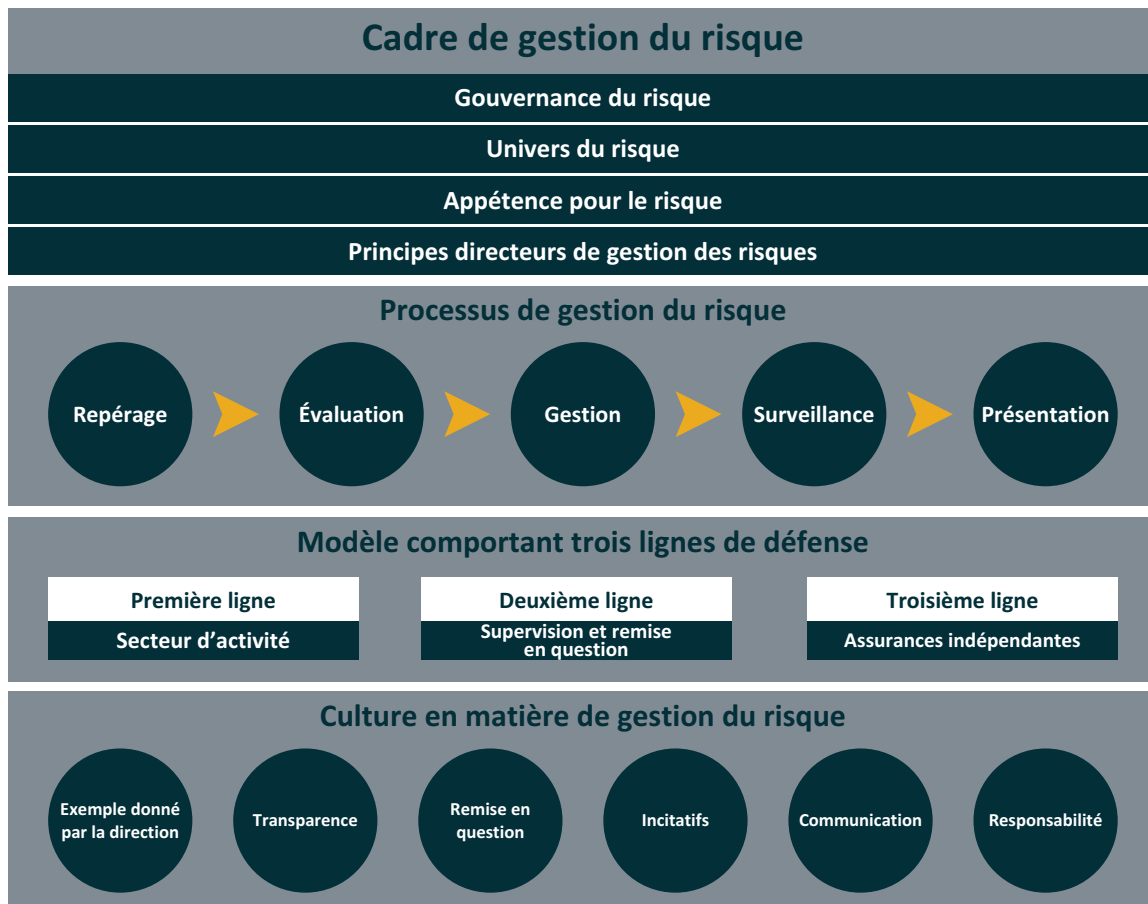 Cadre de gestion du risque
Gouvernance du risque
Univers du risque
Appétence pour le risque
Principes directeurs de gestion des risques
Processus de gestion du risque
Repérage
Évaluation
Gestion
Surveillance
Présentation
Modèle comportant trois lignes de défense
Première ligne
Secteur d’activité
Deuxième ligne
Supervision et remise
en question
Troisième ligne
Assurances indépendantes
Culture en matière de gestion du risque
Exemple donné
par la direction
Transparence
Remise en
question
Incitatifs
Communication
Responsabilité